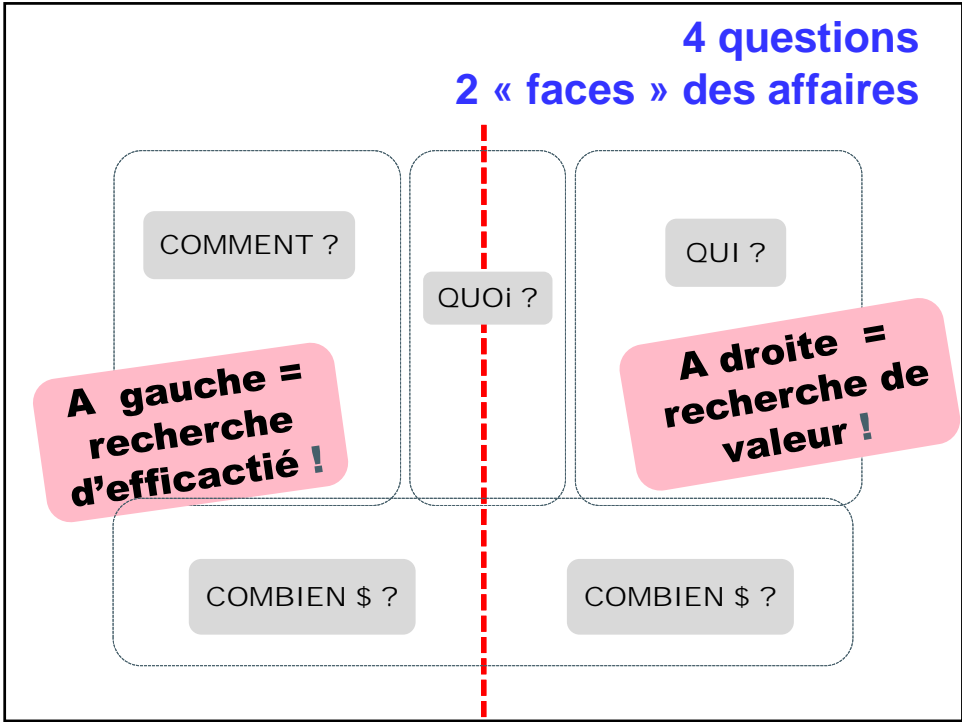 4 questions
2 « faces » des affaires
COMMENT ?
QUOi ?
QUI ?
A gauche =
recherche
d’efficactié !
A droite =
recherche de
valeur !
COMBIEN $ ?
COMBIEN $ ?